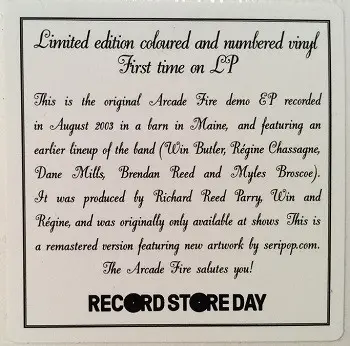 Limited edition coloured and numbered vinyl
First time on LP
This is the original Arcade Fire demo EP recorded
in August 2003 in a barn in Maine, and featuring an
earlier lineup of the band (Win Butler, Régine Chassagne,
Dane Mills, Brendan Reed and Myles Broscoe).
It was produced by Richard Reed Parry, Win and
Régine, and was originally only available at shows This is
a remastered version featuring new artwork by seripop.com.
The Arcade Fire salutes you!
RECORD STORE DAY